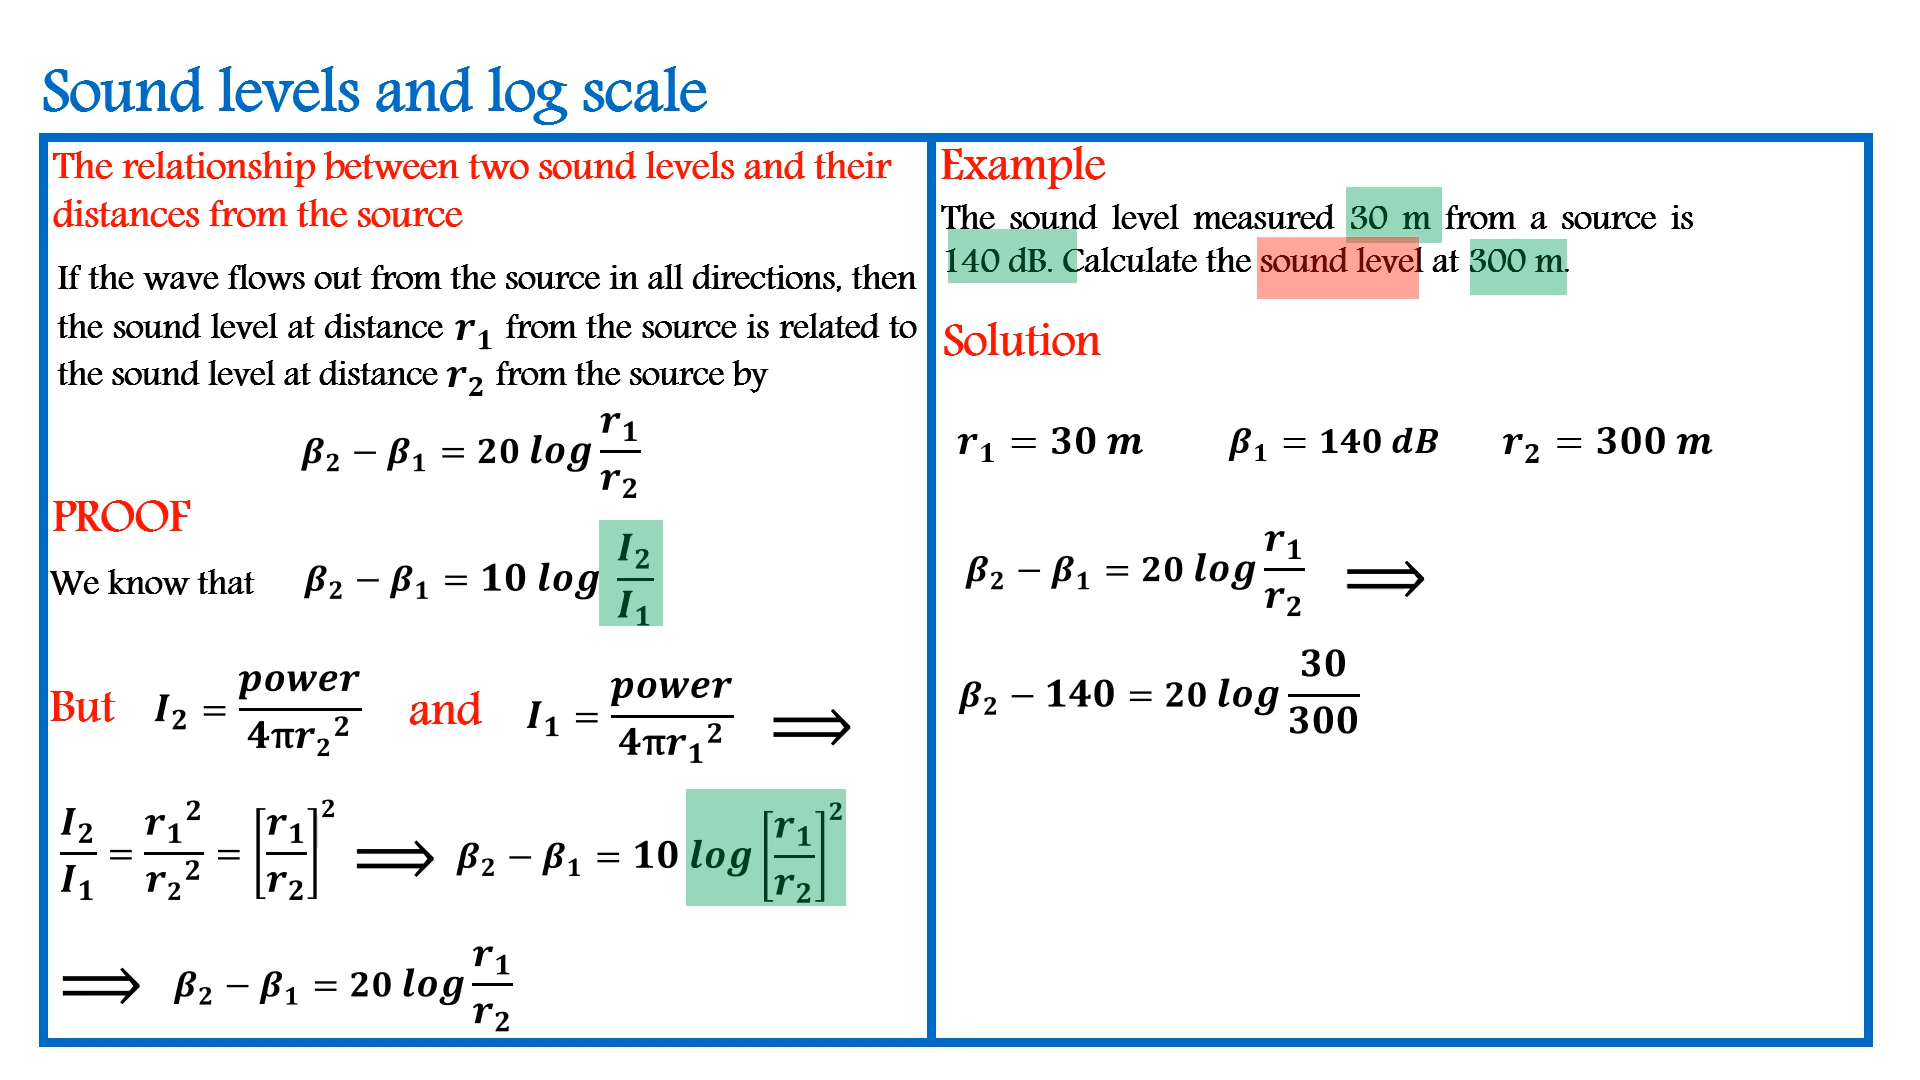 Sound levels and log scale
The relationship between two sound levels and their
distances from the source
If the wave flows out from the source in all directions, then
the sound level at distance r₁ from the source is related to
the sound level at distance r₂ from the source by
β₂ − β₁ = 20 log r₁/r₂
PROOF
We know that β₂ − β₁ = 10 log I₂/I₁
But I₂ = power/4πr₂² and I₁ = power/4πr₁² ⟹
I₂/I₁ = r₁²/r₂² = [r₁/r₂]² ⟹ β₂ − β₁ = 10 log [r₁/r₂]²
⟹ β₂ − β₁ = 20 log r₁/r₂
Example
The sound level measured 30 m from a source is
140 dB. Calculate the sound level at 300 m.
Solution
r₁ = 30 m β₁ = 140 dB r₂ = 300 m
β₂ − β₁ = 20 log r₁/r₂ ⟹
β₂ − 140 = 20 log 30/300